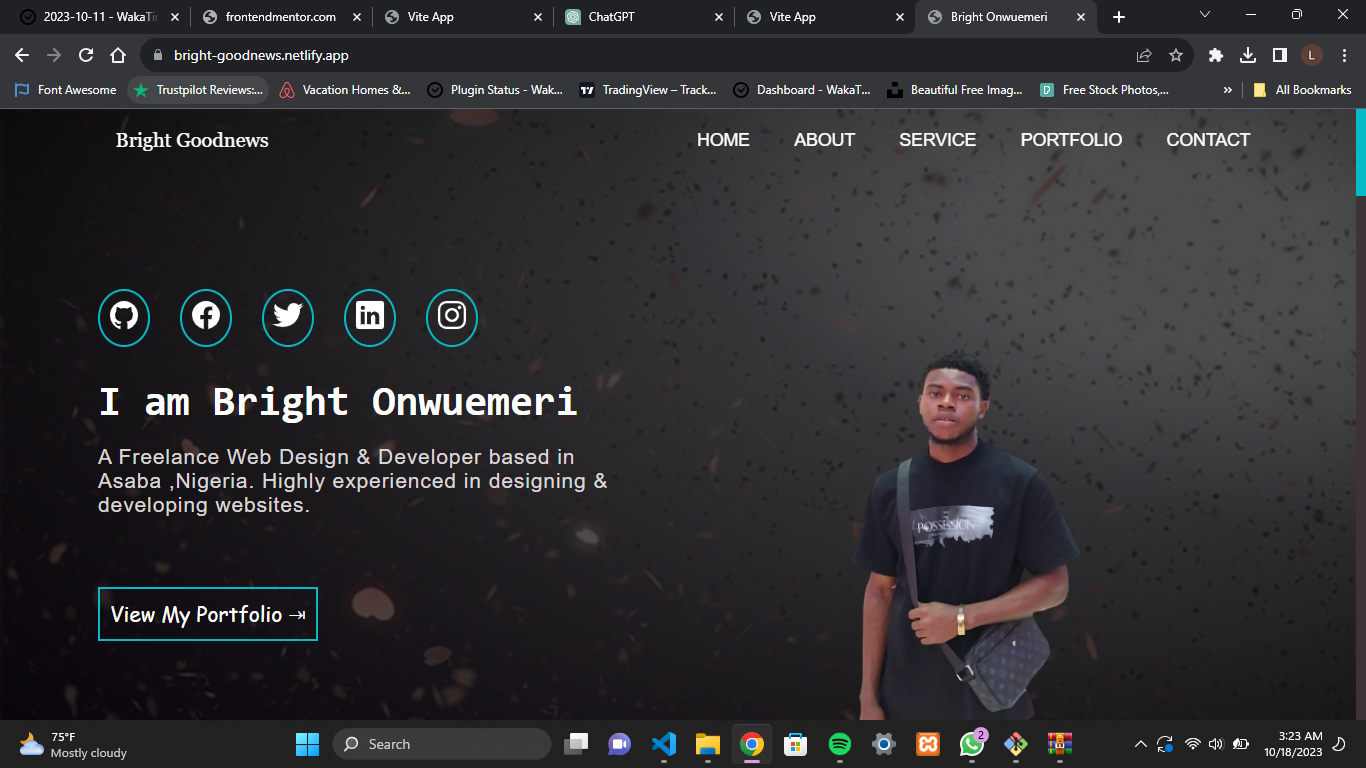 2023-10-11 - WakaTi
frontendmentor.com
Vite App
ChatGPT
Vite App
Bright Onwuemeri
bright-goodnews.netlify.app
L
Font Awesome
Trustpilot Reviews:...
Vacation Homes &...
Plugin Status - Wak...
TradingView – Track...
Dashboard - WakaT...
Beautiful Free Imag...
Free Stock Photos,...
»
All Bookmarks
Bright Goodnews
HOME
ABOUT
SERVICE
PORTFOLIO
CONTACT
I am Bright Onwuemeri
A Freelance Web Design & Developer based in
Asaba ,Nigeria. Highly experienced in designing &
developing websites.
POSSESSION
View My Portfolio ⇥
75°F
Mostly cloudy
Search
2
3:23 AM
10/18/2023